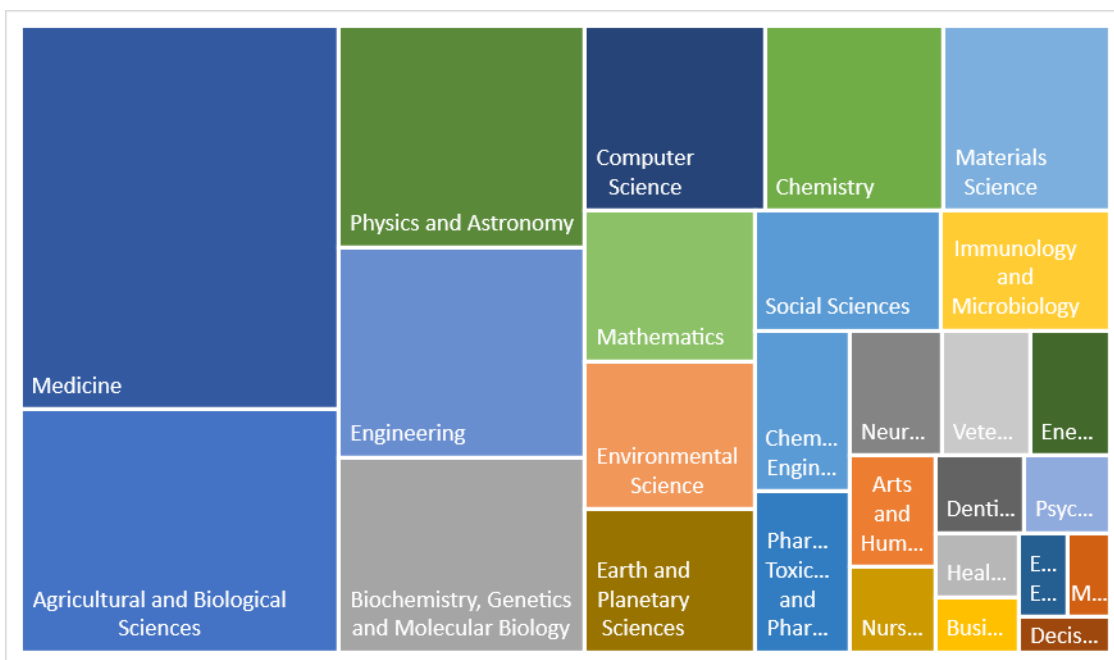 Medicine
Agricultural and Biological
Sciences
Physics and Astronomy
Engineering
Biochemistry, Genetics
and Molecular Biology
Computer
Science
Chemistry
Materials
Science
Mathematics
Environmental
Science
Earth and
Planetary
Sciences
Social Sciences
Immunology
and
Microbiology
Chem...
Engin...
Phar...
Toxic...
and
Phar...
Neur...
Vete...
Ene...
Arts
and
Hum...
Nurs...
Denti...
Psyc...
Heal...
Busi...
E...
E...
M...
Decis...